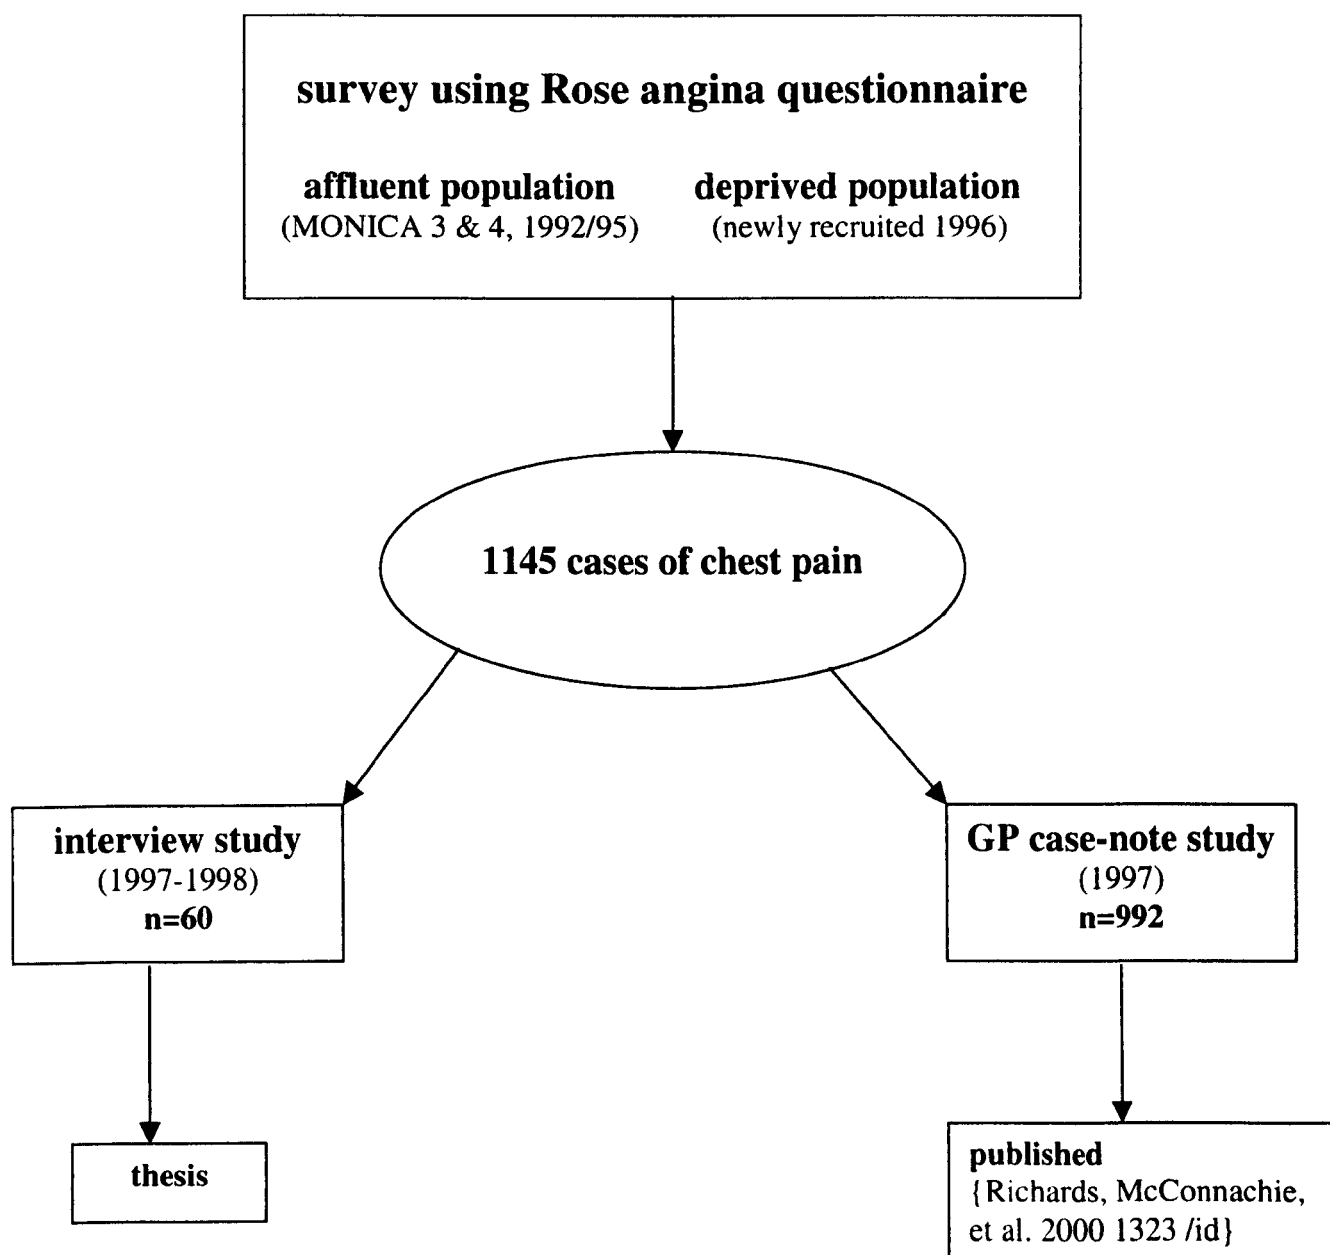 survey using Rose angina questionnaire
affluent population
(MONICA 3 & 4, 1992/95)
deprived population
(newly recruited 1996)
1145 cases of chest pain
interview study
(1997-1998)
n=60
GP case-note study
(1997)
n=992
thesis
published
{Richards, McConnachie,
et al. 2000 1323 /id}